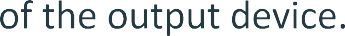 of the output device.